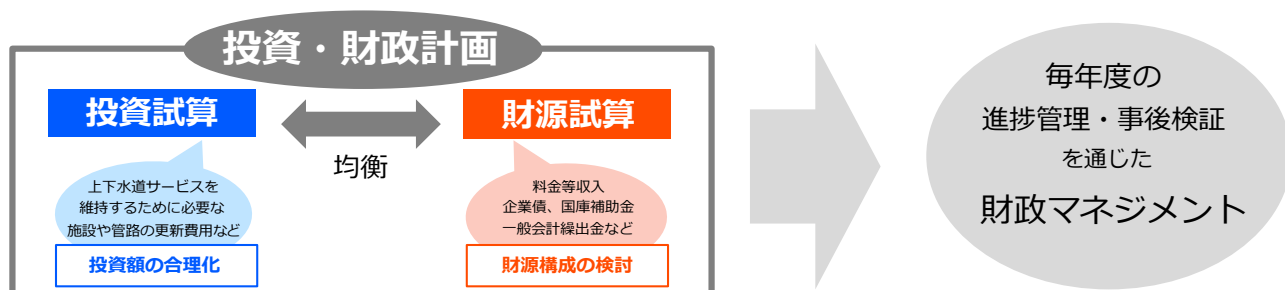 投資・財政計画
投資試算
財源試算
均衡
上下水道サービスを
維持するために必要な
施設や管路の更新費用など
投資額の合理化
料金等収入
企業債、国庫補助金
一般会計繰出金など
財源構成の検討
毎年度の
進捗管理・事後検証
を通じた
財政マネジメント